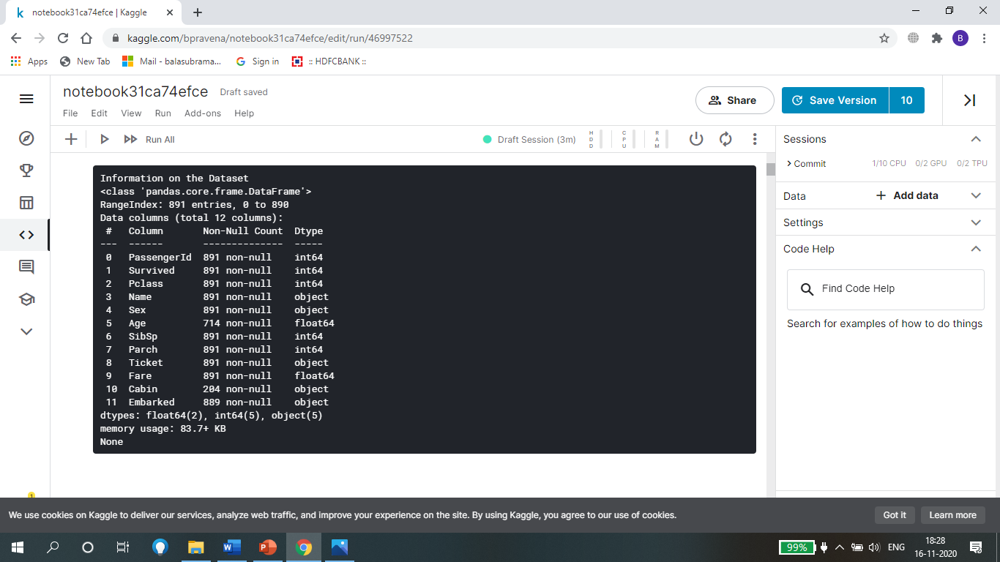 notebook31ca74efce | Kaggle
kaggle.com/bpravena/notebook31ca74efce/edit/run/46997522
B
Apps New Tab Mail - balasubrama... Sign in :: HDFCBANK ::
notebook31ca74efce Draft saved
File Edit View Run Add-ons Help
Share
Save Version 10
Run All
Draft Session (3m)
HDD
CPU
RAM
Information on the Dataset
<class 'pandas.core.frame.DataFrame'>
RangeIndex: 891 entries, 0 to 890
Data columns (total 12 columns):
 #   Column       Non-Null Count  Dtype
---  ------       --------------  -----
 0   PassengerId  891 non-null    int64
 1   Survived     891 non-null    int64
 2   Pclass       891 non-null    int64
 3   Name         891 non-null    object
 4   Sex          891 non-null    object
 5   Age          714 non-null    float64
 6   SibSp        891 non-null    int64
 7   Parch        891 non-null    int64
 8   Ticket       891 non-null    object
 9   Fare         891 non-null    float64
 10  Cabin        204 non-null    object
 11  Embarked     889 non-null    object
dtypes: float64(2), int64(5), object(5)
memory usage: 83.7+ KB
None
Sessions
Commit 1/10 CPU 0/2 GPU 0/2 TPU
Data + Add data
Settings
Code Help
Find Code Help
Search for examples of how to do things
1
We use cookies on Kaggle to deliver our services, analyze web traffic, and improve your experience on the site. By using Kaggle, you agree to our use of cookies.
Got it Learn more
99%
ENG
18:28
16-11-2020